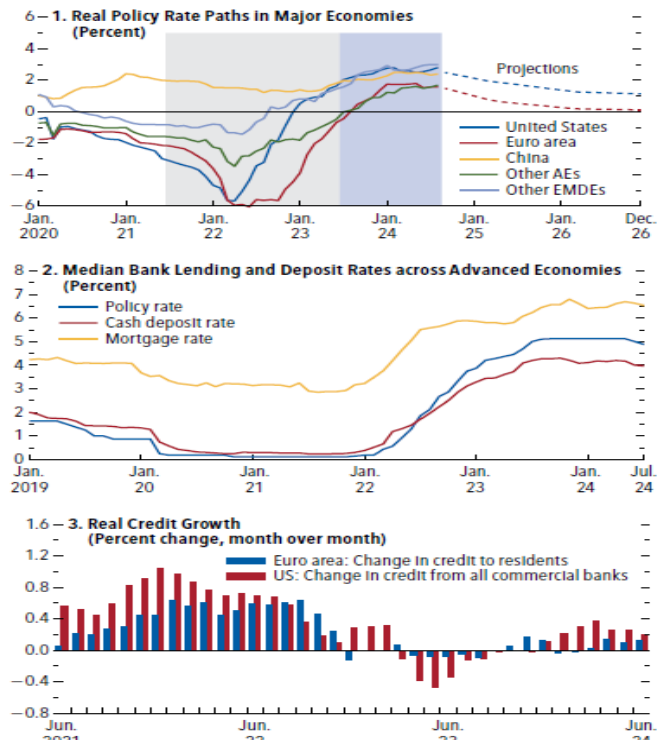 1. Real Policy Rate Paths in Major Economies
(Percent)
6
4
2
0
−2
−4
−6
Projections
United States
Euro area
China
Other AEs
Other EMDEs
Jan. Jan. Jan. Jan. Jan. Jan. Jan. Dec.
2020 21 22 23 24 25 26 26
2. Median Bank Lending and Deposit Rates across Advanced Economies
(Percent)
8
7
6
5
4
3
2
1
0
Policy rate
Cash deposit rate
Mortgage rate
Jan. Jan. Jan. Jan. Jan. Jan. Jul.
2019 20 21 22 23 24 24
3. Real Credit Growth
(Percent change, month over month)
1.6
1.2
0.8
0.4
0.0
−0.4
−0.8
Euro area: Change in credit to residents
US: Change in credit from all commercial banks
Jun. Jun. Jun. Jun.